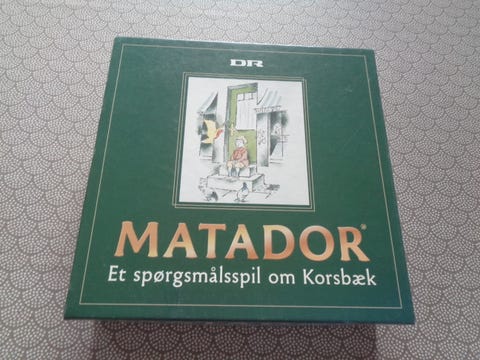 DR
MATADOR®
Et spørgsmålsspil om Korsbæk